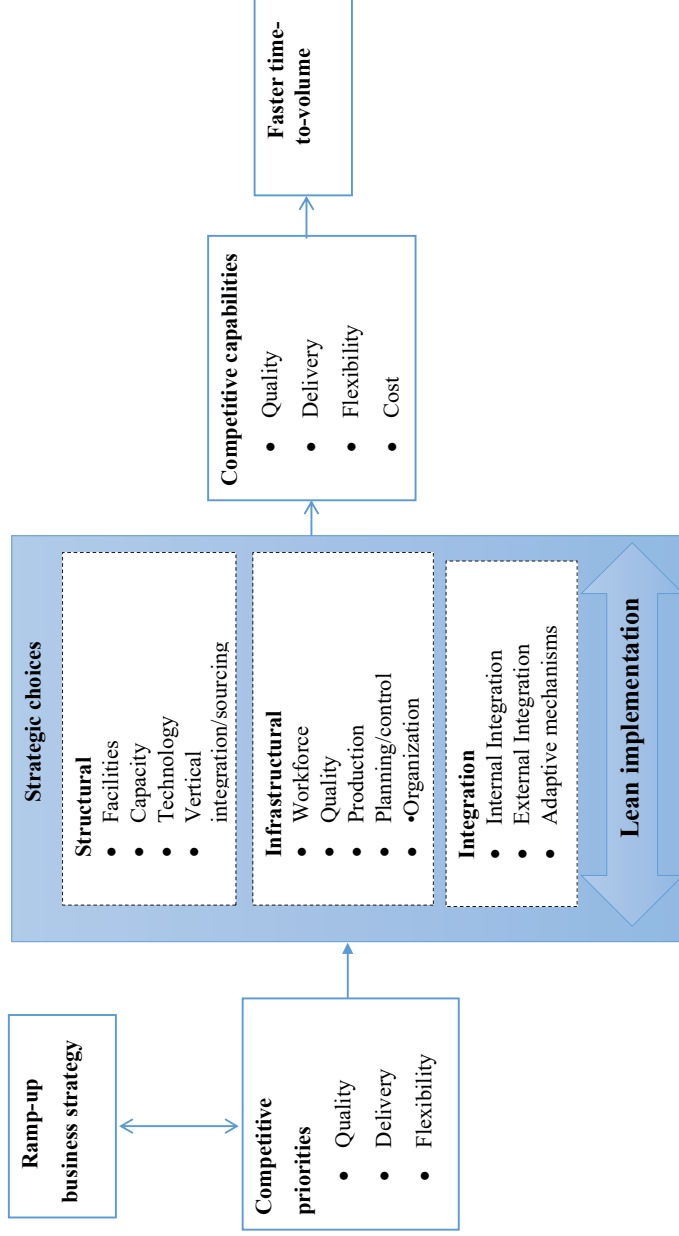 Ramp-up
business strategy
Competitive
priorities
• Quality
• Delivery
• Flexibility
Strategic choices
Structural
• Facilities
• Capacity
• Technology
• Vertical
integration/sourcing
Infrastructural
• Workforce
• Quality
• Production
• Planning/control
• •Organization
Integration
• Internal Integration
• External Integration
• Adaptive mechanisms
Lean implementation
Competitive capabilities
• Quality
• Delivery
• Flexibility
• Cost
Faster time-
to-volume